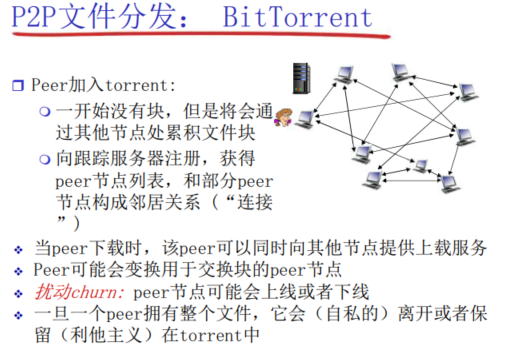 P2P文件分发: BitTorrent
Peer加入torrent:
一开始没有块,但是将会通
过其他节点处累积文件块
向跟踪服务器注册,获得
peer节点列表,和部分peer
节点构成邻居关系 (“连接
”)
当peer下载时,该peer可以同时向其他节点提供上载服务
Peer可能会变换用于交换块的peer节点
扰动churn: peer节点可能会上线或者下线
一旦一个peer拥有整个文件,它会(自私的)离开或者保
留(利他主义)在torrent中